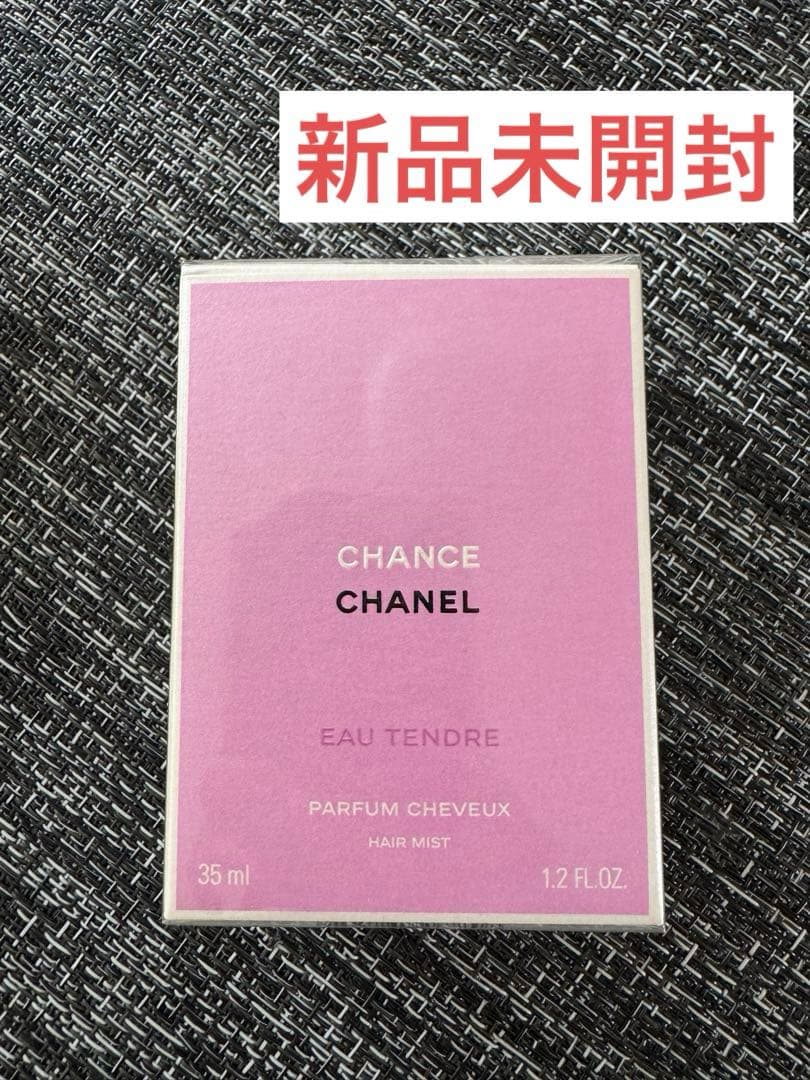 新品未開封
CHANCE
CHANEL
EAU TENDRE
PARFUM CHEVEUX
HAIR MIST
35 ml 1.2 FL.OZ.